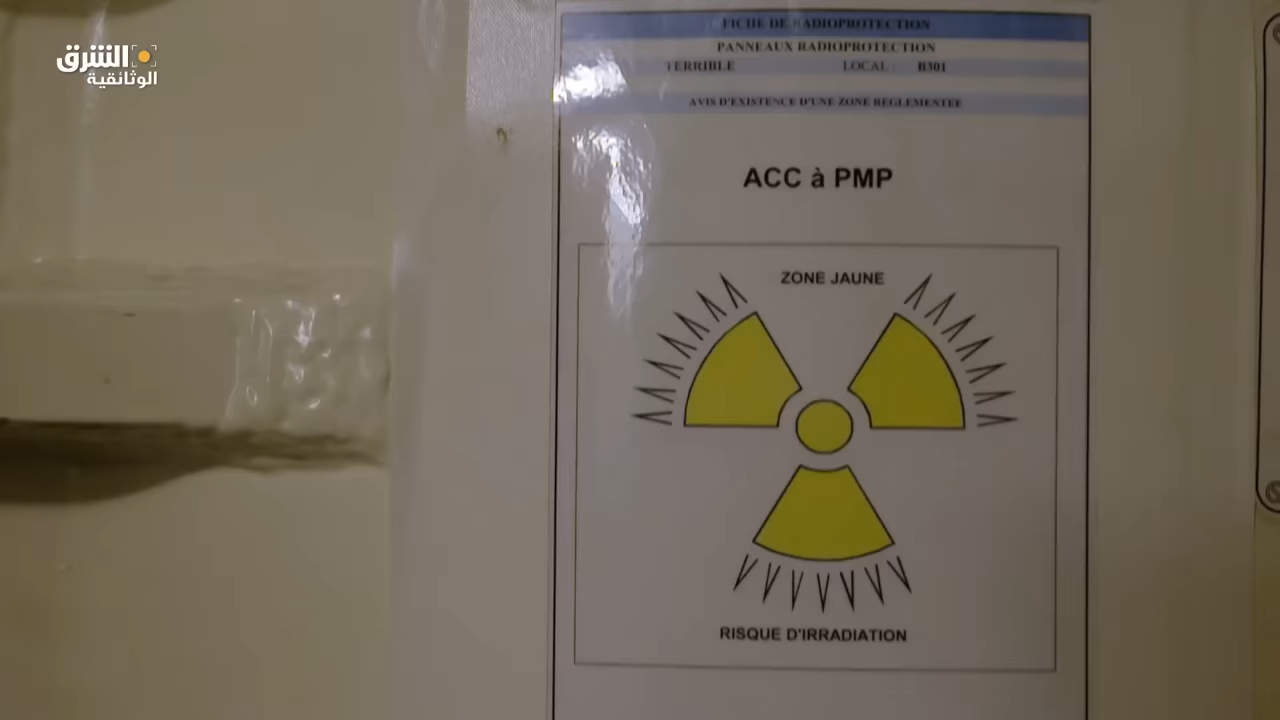 الشرق
الوثائقية
FICHE DE RADIOPROTECTION
PANNEAUX RADIOPROTECTION
TERRIBLE LOCAL : B301
AVIS D'EXISTENCE D'UNE ZONE REGLEMENTEE
ACC à PMP
ZONE JAUNE
RISQUE D'IRRADIATION